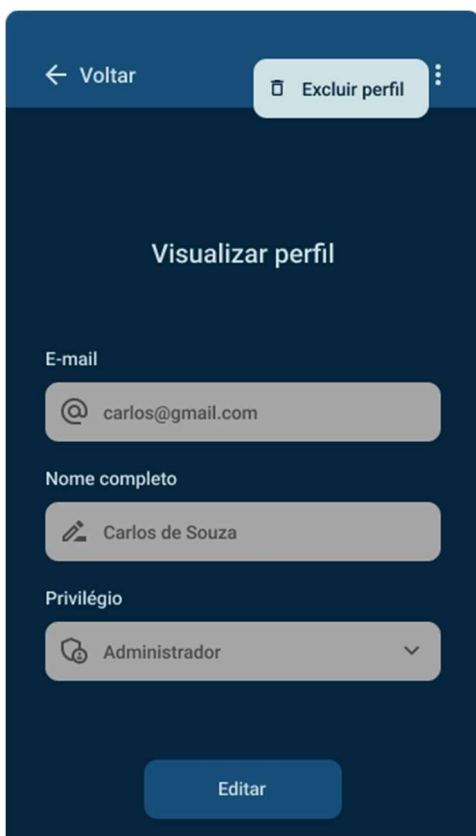 Voltar
Excluir perfil
Visualizar perfil
E-mail
carlos@gmail.com
Nome completo
Carlos de Souza
Privilégio
Administrador
Editar